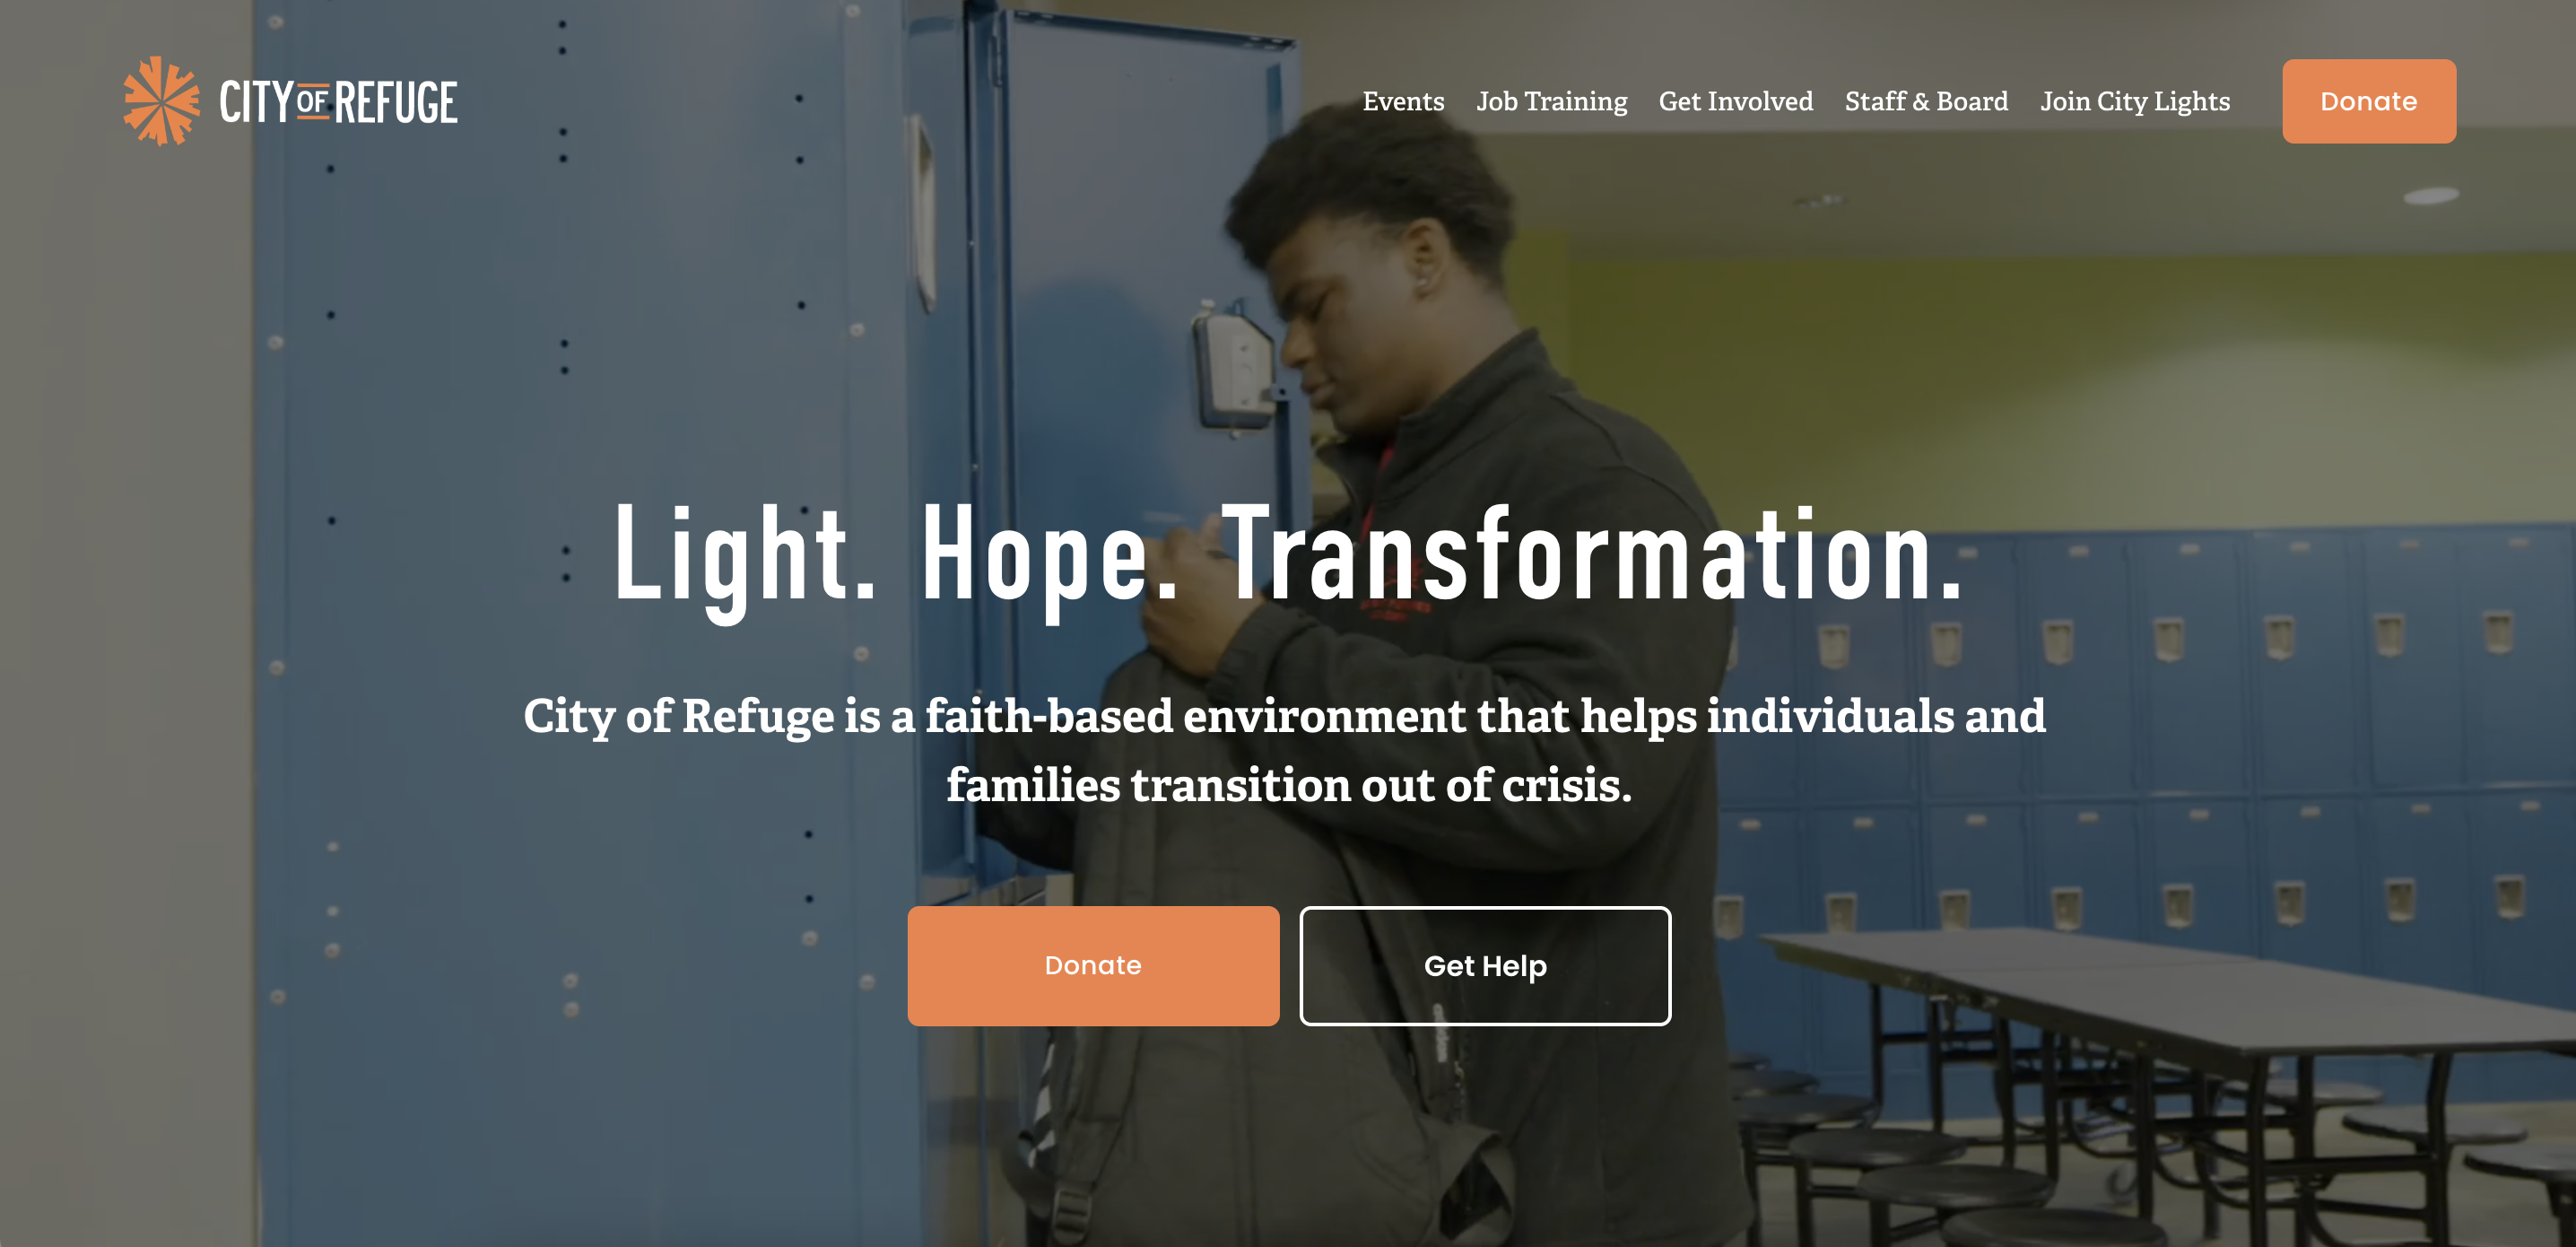 CITY OF REFUGE
Events Job Training Get Involved Staff & Board Join City Lights Donate
Light. Hope. Transformation.
City of Refuge is a faith-based environment that helps individuals and
families transition out of crisis.
Donate Get Help